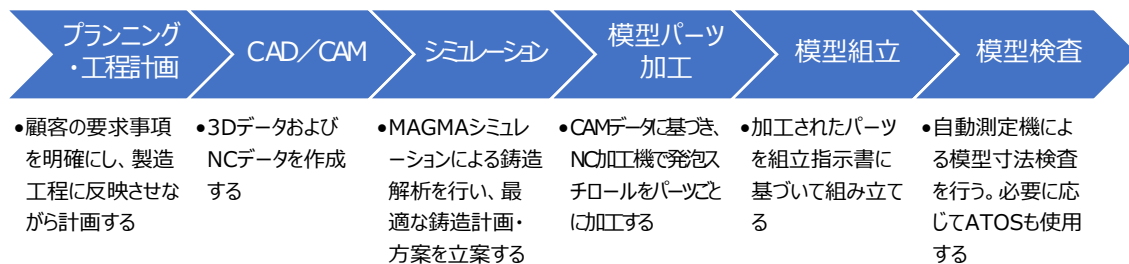 プランニング
・工程計画
CAD／CAM
シミュレーション
模型パーツ
加工
模型組立
模型検査
•顧客の要求事項
を明確にし、製造
工程に反映させな
がら計画する
•3Dデータおよび
NCデータを作成
する
•MAGMAシミュレ
ーションによる鋳造
解析を行い、最
適な鋳造計画・
方案を立案する
•CAMデータに基づき、
NC加工機で発泡ス
チロールをパーツごと
に加工する
•加工されたパーツ
を組立指示書に
基づいて組み立て
る
•自動測定機によ
る模型寸法検査
を行う。必要に応
じてATOSも使用
する